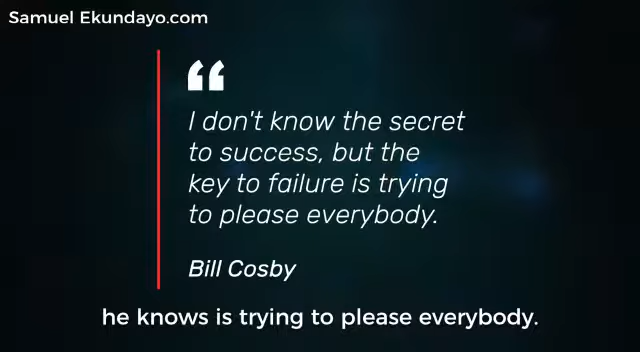 Samuel Ekundayo.com
“
I don't know the secret
to success, but the
key to failure is trying
to please everybody.
Bill Cosby
he knows is trying to please everybody.